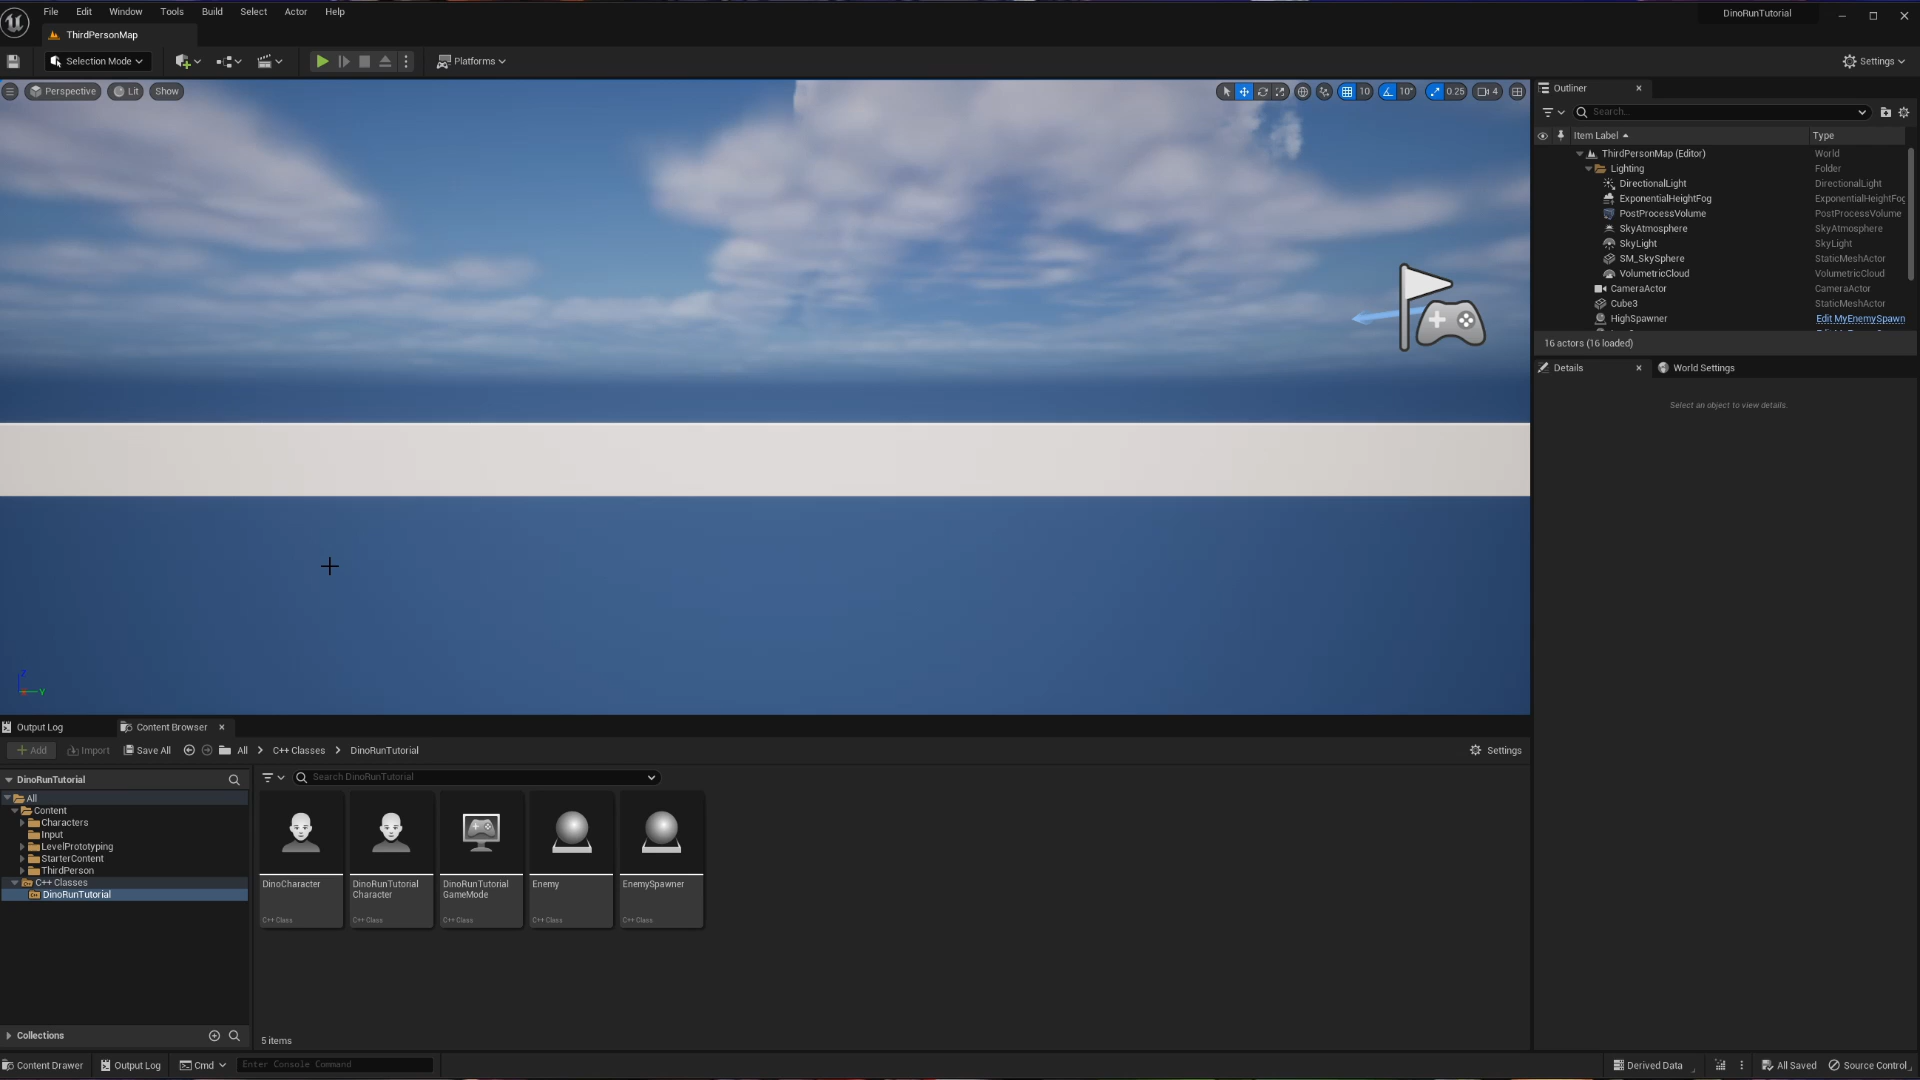 File Edit Window Tools Build Select Actor Help
DinoRunTutorial
ThirdPersonMap
Selection Mode
Platforms
Settings
Perspective Lit Show
10 10° 0.25 4
Outliner
Search...
Item Label Type
ThirdPersonMap (Editor) World
Lighting Folder
DirectionalLight DirectionalLight
ExponentialHeightFog ExponentialHeightFog
PostProcessVolume PostProcessVolume
SkyAtmosphere SkyAtmosphere
SkyLight SkyLight
SM_SkySphere StaticMeshActor
VolumetricCloud VolumetricCloud
CameraActor CameraActor
Cube3 StaticMeshActor
HighSpawner Edit MyEnemySpawn
16 actors (16 loaded)
Details World Settings
Select an object to view details.
Z
Y
Output Log Content Browser
Add Import Save All All C++ Classes DinoRunTutorial Settings
DinoRunTutorial
Search DinoRunTutorial
All
Content
Characters
Input
LevelPrototyping
StarterContent
ThirdPerson
C++ Classes
DinoRunTutorial
DinoCharacter
C++ Class
DinoRunTutorial
Character
C++ Class
DinoRunTutorial
GameMode
C++ Class
Enemy
C++ Class
EnemySpawner
C++ Class
Collections
5 items
Content Drawer Output Log Cmd Enter Console Command Derived Data All Saved Source Control